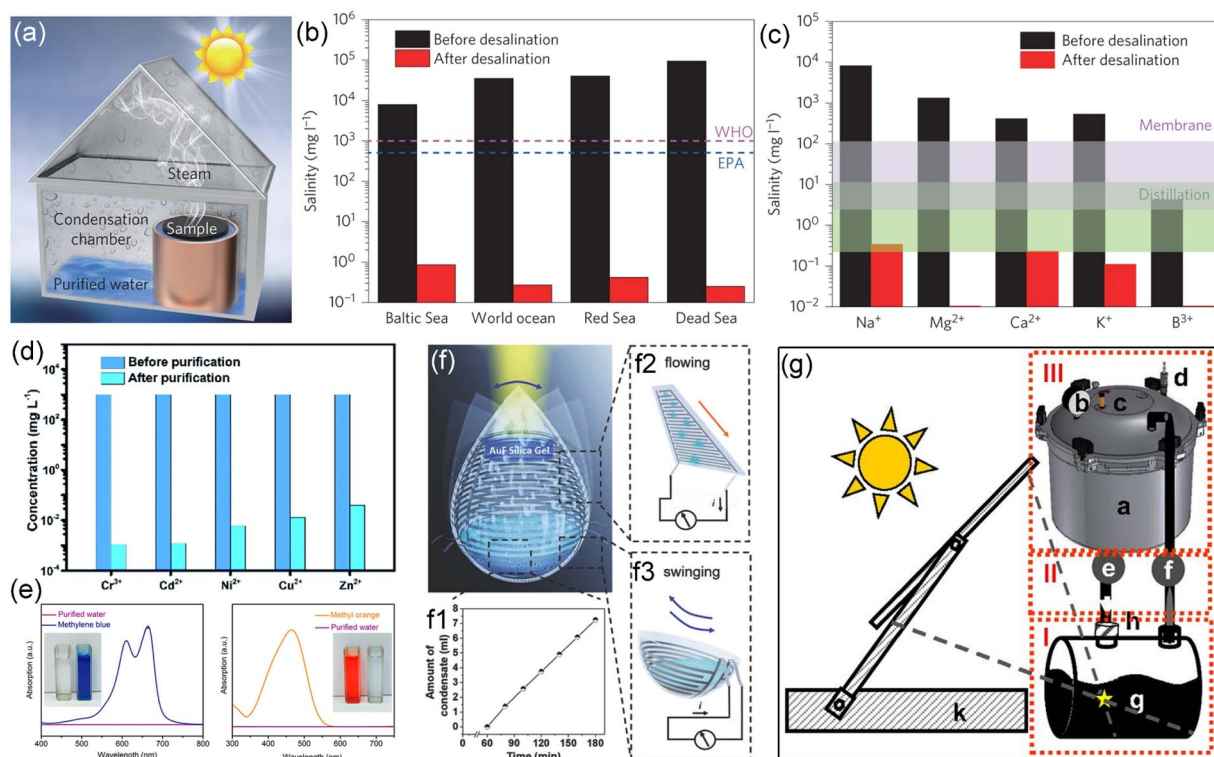 (a)
Steam
Condensation
chamber
Sample
Purified water
(b)
Before desalination
After desalination
Salinity (mg l⁻¹)
10⁶
10⁵
10⁴
10³
10²
10¹
10⁰
10⁻¹
WHO
EPA
Baltic Sea World ocean Red Sea Dead Sea
(c)
Before desalination
After desalination
Salinity (mg l⁻¹)
10⁵
10⁴
10³
10²
10¹
10⁰
10⁻¹
10⁻²
Membrane
Distillation
Na⁺ Mg²⁺ Ca²⁺ K⁺ B³⁺
(d)
Before purification
After purification
Concentration (mg L⁻¹)
10⁴
10²
10⁰
10⁻²
10⁻⁴
Cr³⁺ Cd²⁺ Ni²⁺ Cu²⁺ Zn²⁺
(e)
Purified water
Methylene blue
Absorption (a.u.)
400 500 600 700 800
Wavelength (nm)
Methyl orange
Purified water
Absorption (a.u.)
300 400 500 600 700
Wavelength (nm)
(f)
AuF Silica Gel
f1
Amount of
condensate (ml)
8
7
6
5
4
3
2
1
0
0 60 90 120 150 180
Time (min)
f2
flowing
i
f3
swinging
i
(g)
k
III
b
c
d
a
II
e
f
h
I
g